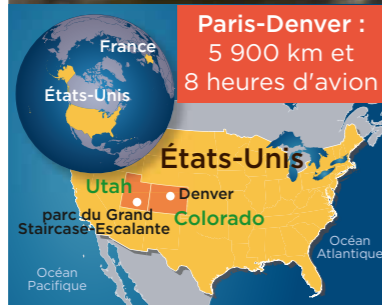 Paris-Denver :
5 900 km et
8 heures d'avion
France
États-Unis
États-Unis
Utah
Denver
parc du Grand
Staircase-Escalante
Colorado
Océan
Atlantique
Océan
Pacifique